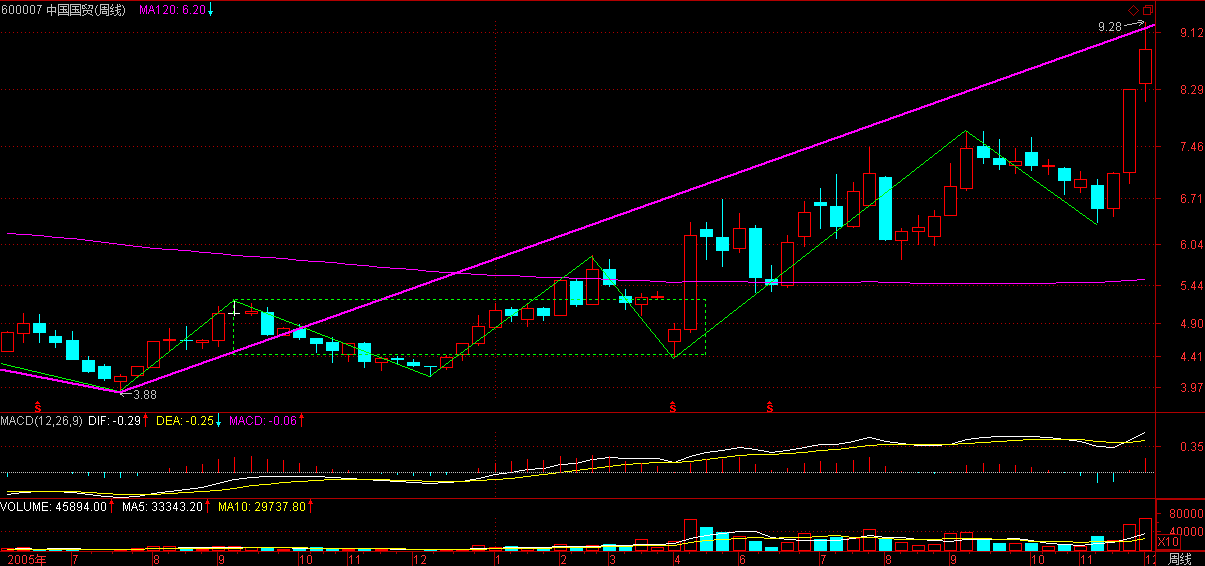 600007 中国国贸(周线) MA120: 6.20↓
9.28
9.12
8.29
7.46
6.71
6.04
5.44
4.90
4.41
3.97
3.88
S S S
MACD(12,26,9) DIF: -0.29↑ DEA: -0.25↓ MACD: -0.06↑
0.35
VOLUME: 45894.00↑ MA5: 33343.20↑ MA10: 29737.80↑
80000
40000
X10
2005年 7 8 9 10 11 12 1 2 3 4 6 7 8 9 10 11 12 周线